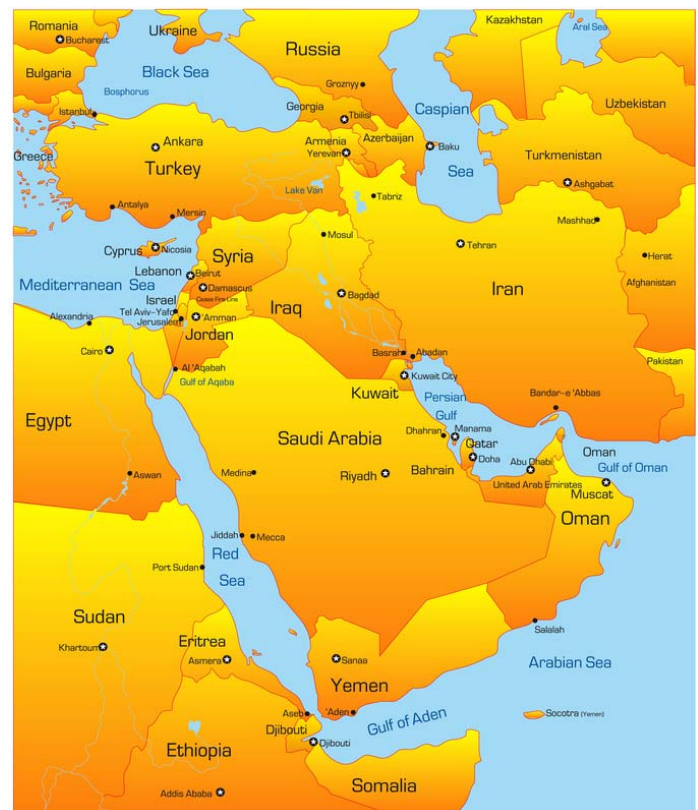 Romania
Bucharest
Ukraine
Russia
Kazakhstan
Aral Sea
Bulgaria
Black Sea
Bosphorus
Groznyy
Uzbekistan
Istanbul
Georgia
Tbilisi
Caspian
Sea
Greece
Ankara
Turkey
Armenia
Yerevan
Azerbaijan
Baku
Turkmenistan
Ashgabat
Lake Van
Tabriz
Antalya
Mersin
Mashhad
Mosul
Tehran
Cyprus
Nicosia
Syria
Herat
Lebanon
Beirut
Mediterranean Sea
Damascus
Cease Fire Line
Bagdad
Iran
Afghanistan
Israel
Tel Aviv-Yafo
Jerusalem
'Amman
Iraq
Alexandria
Jordan
Cairo
Basrah
Abadan
Pakistan
Al 'Aqabah
Gulf of Aqaba
Kuwait City
Kuwait
Persian
Gulf
Bandar-e 'Abbas
Egypt
Saudi Arabia
Dhahran
Manama
Qatar
Doha
Oman
Gulf of Oman
Aswan
Medina
Riyadh
Bahrain
Abu Dhabi
United Arab Emirates
Muscat
Oman
Jiddah
Mecca
Red
Sea
Port Sudan
Sudan
Salalah
Khartoum
Eritrea
Asmera
Sanaa
Arabian Sea
Yemen
Aseb
'Aden
Gulf of Aden
Socotra (Yemen)
Djibouti
Djibouti
Ethiopia
Addis Ababa
Somalia